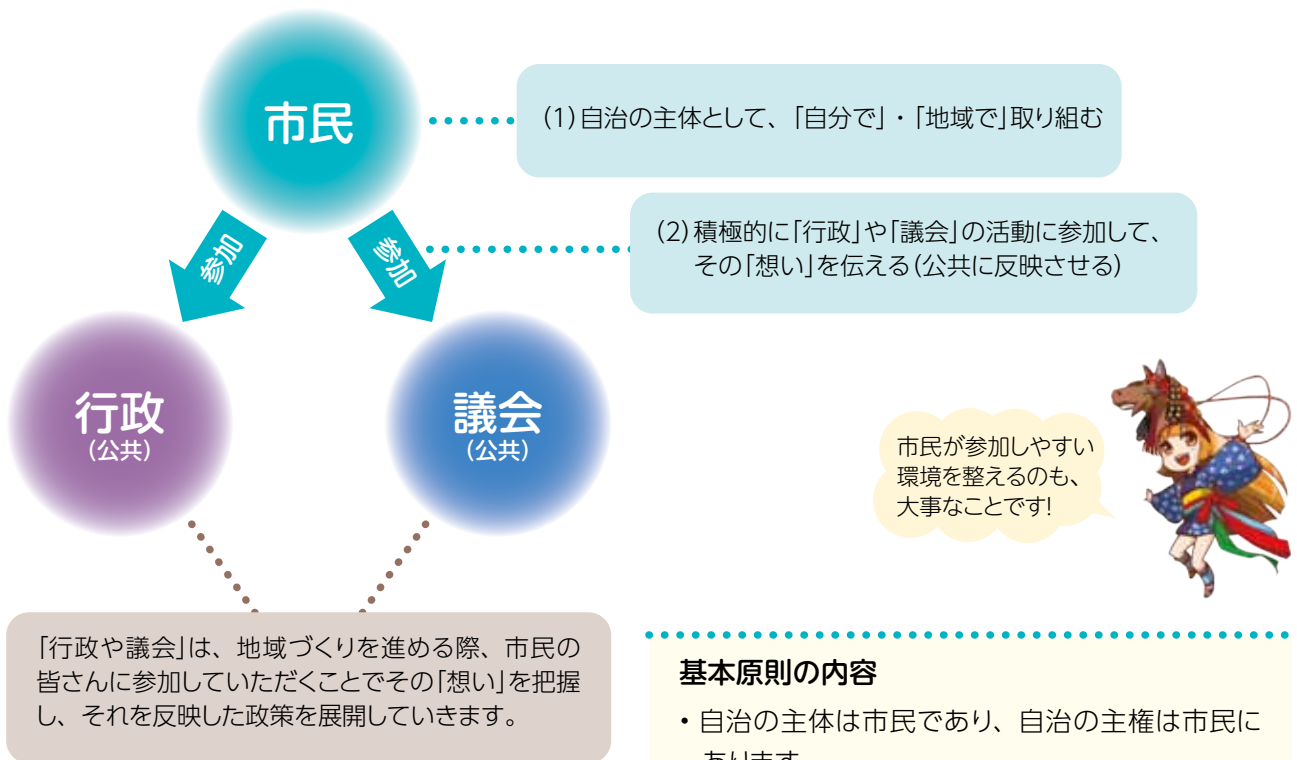 市民
(1)自治の主体として、「自分で」・「地域で」取り組む
参加
参加
(2)積極的に「行政」や「議会」の活動に参加して、
その「想い」を伝える(公共に反映させる)
行政
(公共)
議会
(公共)
市民が参加しやすい
環境を整えるのも、
大事なことです!
「行政や議会」は、地域づくりを進める際、市民の
皆さんに参加していただくことでその「想い」を把握
し、それを反映した政策を展開していきます。
基本原則の内容
・自治の主体は市民であり、自治の主権は市民に
あります